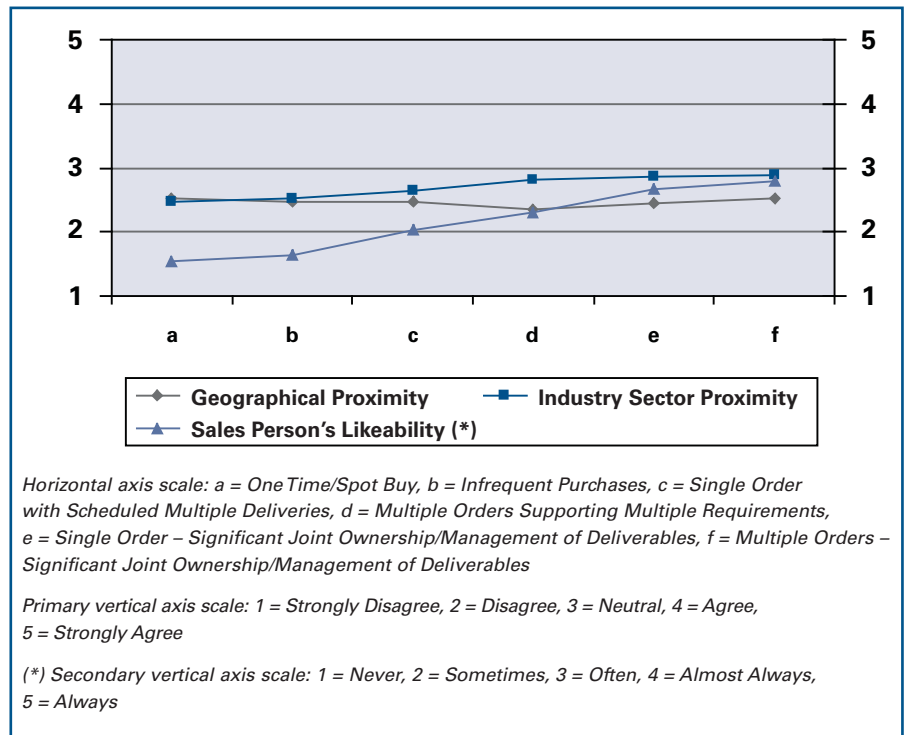 5 5
4 4
3 3
2 2
1 1
a b c d e f
Geographical Proximity Industry Sector Proximity
Sales Person's Likeability (*)
Horizontal axis scale: a = One Time/Spot Buy, b = Infrequent Purchases, c = Single Order
with Scheduled Multiple Deliveries, d = Multiple Orders Supporting Multiple Requirements,
e = Single Order – Significant Joint Ownership/Management of Deliverables, f = Multiple Orders –
Significant Joint Ownership/Management of Deliverables
Primary vertical axis scale: 1 = Strongly Disagree, 2 = Disagree, 3 = Neutral, 4 = Agree,
5 = Strongly Agree
(*) Secondary vertical axis scale: 1 = Never, 2 = Sometimes, 3 = Often, 4 = Almost Always,
5 = Always